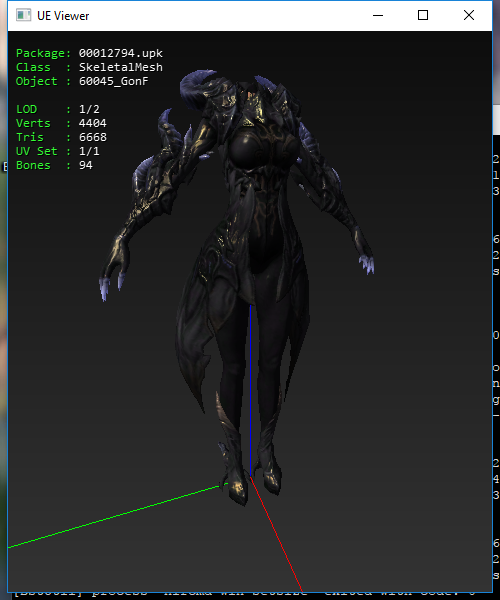 UE Viewer
Package: 00012794.upk
Class : SkeletalMesh
Object : 60045_GonF
LOD : 1/2
Verts : 4404
Tris : 6668
UV Set : 1/1
Bones : 94